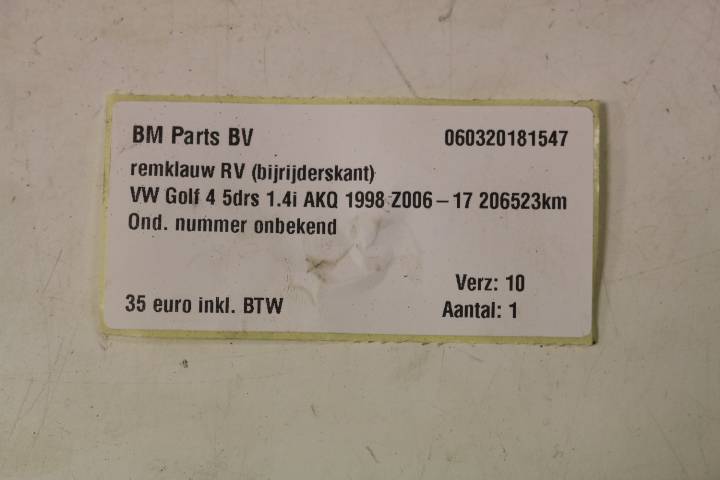 BM Parts BV 060320181547
remklauw RV (bijrijderskant)
VW Golf 4 5drs 1.4i AKQ 1998 Z006-17 206523km
Ond. nummer onbekend
Verz: 10
35 euro inkl. BTW Aantal: 1